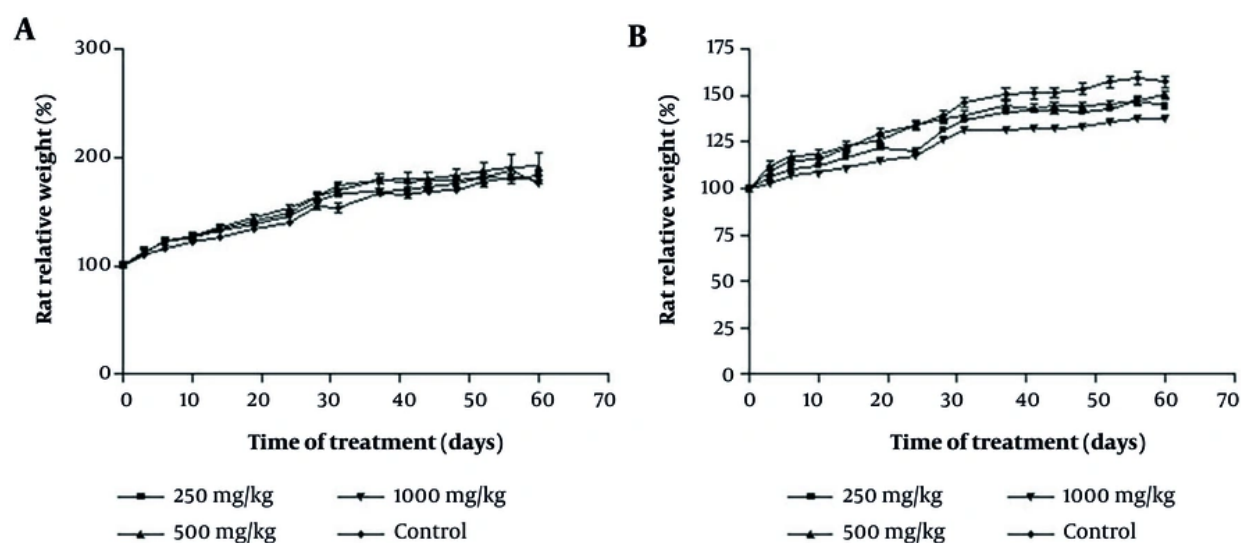 A
300
200
100
0
Rat relative weight (%)
0 10 20 30 40 50 60 70
Time of treatment (days)
250 mg/kg 1000 mg/kg
500 mg/kg Control
B
175
150
125
100
75
50
25
0
Rat relative weight (%)
0 10 20 30 40 50 60 70
Time of treatment (days)
250 mg/kg 1000 mg/kg
500 mg/kg Control